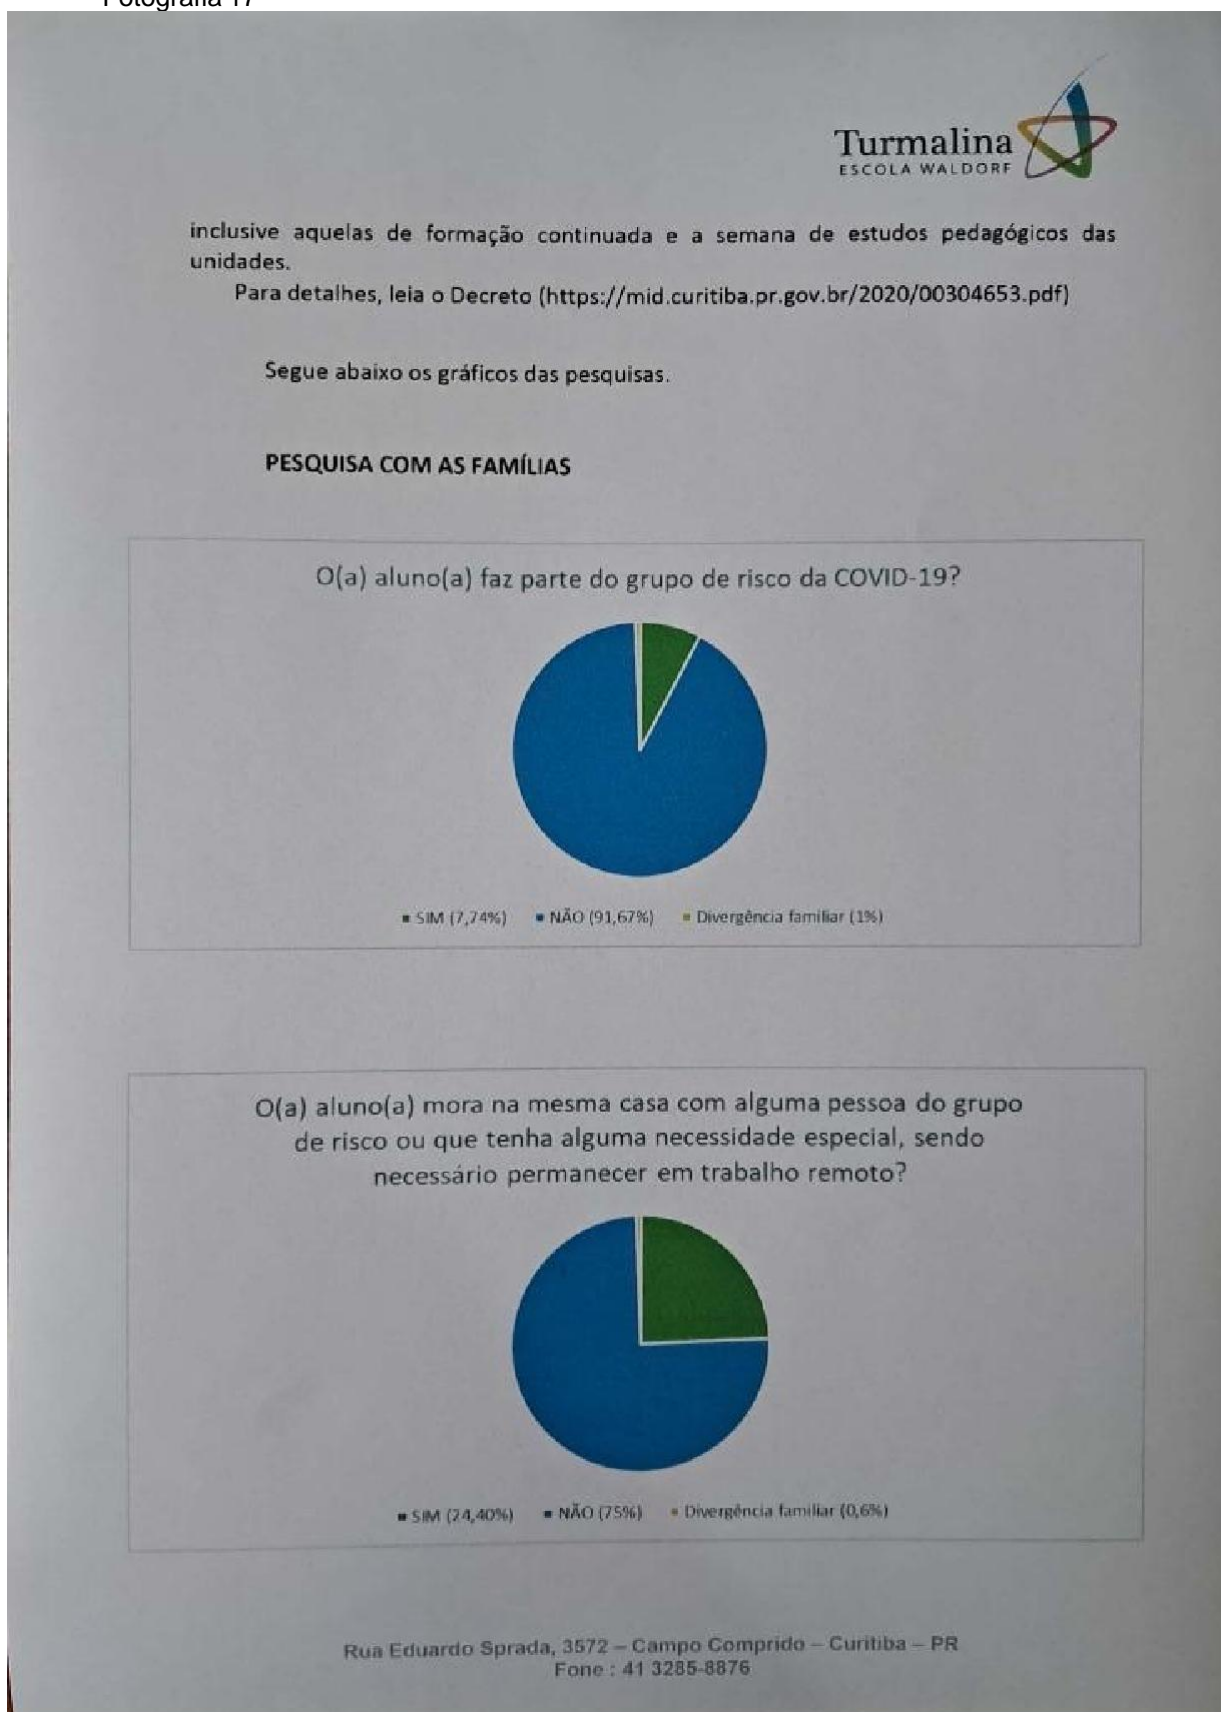 Fotografia 17
Turmalina
ESCOLA WALDORF
inclusive aquelas de formação continuada e a semana de estudos pedagógicos das
unidades.
Para detalhes, leia o Decreto (https://mid.curitiba.pr.gov.br/2020/00304653.pdf)
Segue abaixo os gráficos das pesquisas.
PESQUISA COM AS FAMÍLIAS
O(a) aluno(a) faz parte do grupo de risco da COVID-19?
SIM (7,74%) NÃO (91,67%) Divergência familiar (1%)
O(a) aluno(a) mora na mesma casa com alguma pessoa do grupo
de risco ou que tenha alguma necessidade especial, sendo
necessário permanecer em trabalho remoto?
SIM (24,40%) NÃO (75%) Divergência familiar (0,6%)
Rua Eduardo Sprada, 3572 – Campo Comprido – Curitiba – PR
Fone : 41 3285-8876